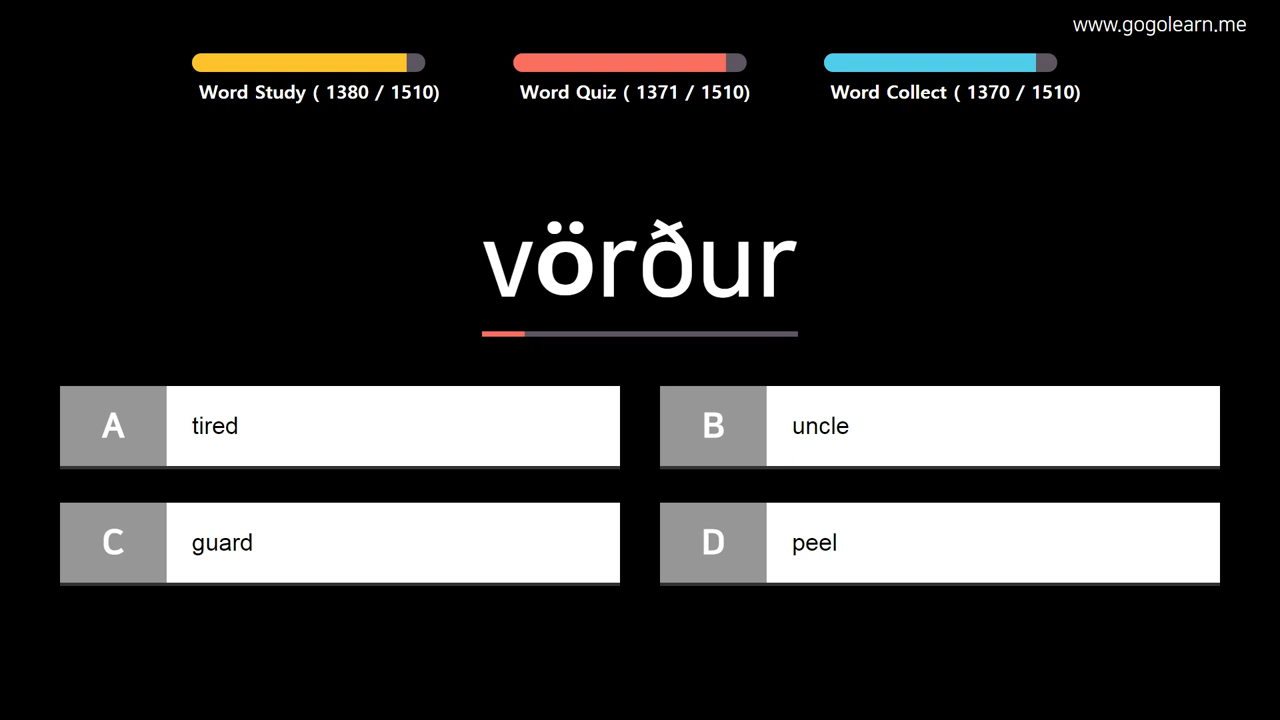 www.gogolearn.me
Word Study ( 1380 / 1510)
Word Quiz ( 1371 / 1510)
Word Collect ( 1370 / 1510)
vörður
A tired
B uncle
C guard
D peel